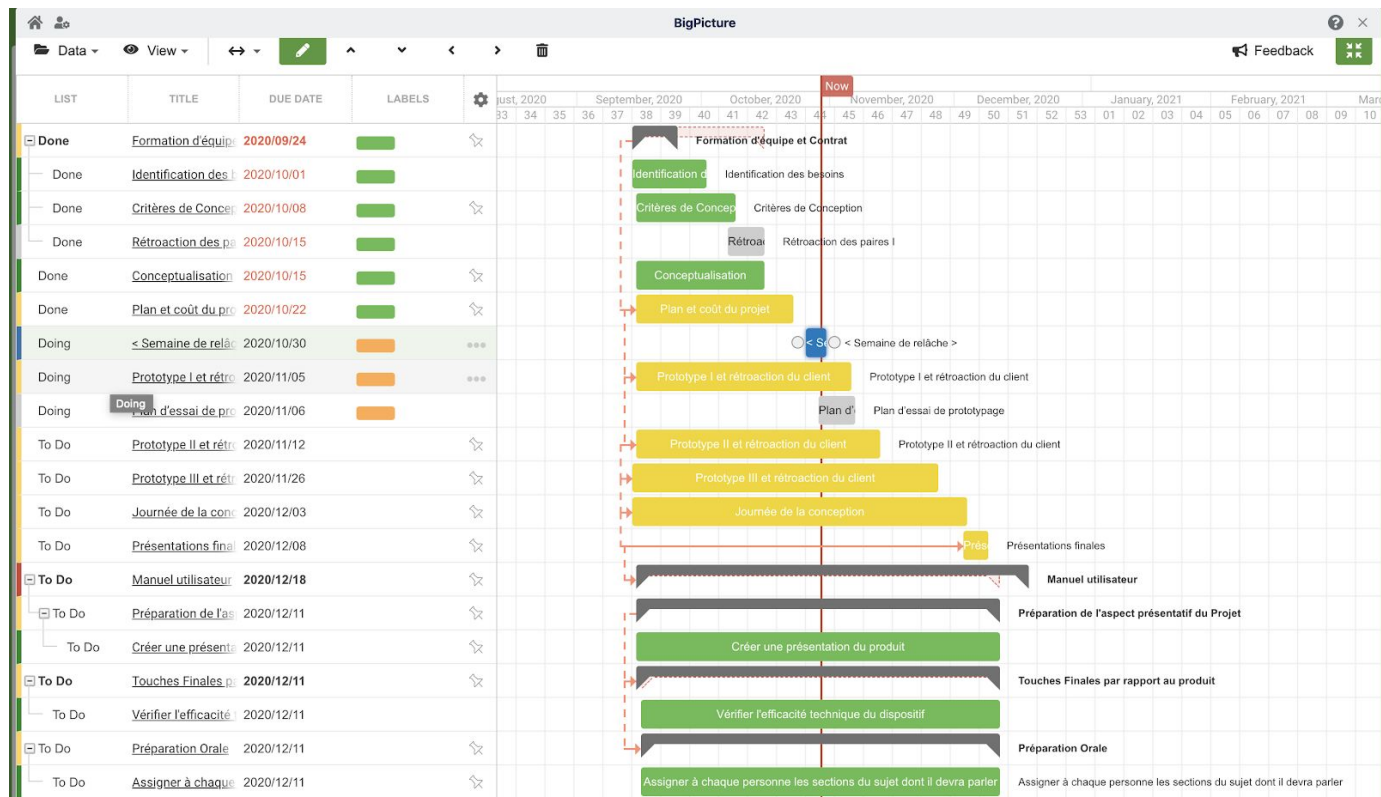 BigPicture
Data View Feedback
Now
LIST TITLE DUE DATE LABELS
ust, 2020 September, 2020 October, 2020 November, 2020 December, 2020 January, 2021 February, 2021 Marc
33 34 35 36 37 38 39 40 41 42 43 44 45 46 47 48 49 50 51 52 53 01 02 03 04 05 06 07 08 09 10
Done Formation d'équipe 2020/09/24 Formation d'équipe et Contrat
Done Identification des b 2020/10/01 Identification d Identification des besoins
Done Critères de Concep 2020/10/08 Critères de Concep Critères de Conception
Done Rétroaction des pa 2020/10/15 Rétroac Rétroaction des paires I
Done Conceptualisation 2020/10/15 Conceptualisation
Done Plan et coût du pro 2020/10/22 Plan et coût du projet
Doing < Semaine de relâc 2020/10/30 < Se < Semaine de relâche >
Doing Prototype I et rétro 2020/11/05 Prototype I et rétroaction du client Prototype I et rétroaction du client
Doing Doing d'essai de pro 2020/11/06 Plan d' Plan d'essai de prototypage
To Do Prototype II et rétro 2020/11/12 Prototype II et rétroaction du client Prototype II et rétroaction du client
To Do Prototype III et rétr 2020/11/26 Prototype III et rétroaction du client
To Do Journée de la conc 2020/12/03 Journée de la conception
To Do Présentations final 2020/12/08 Prése Présentations finales
To Do Manuel utilisateur 2020/12/18 Manuel utilisateur
To Do Préparation de l'as 2020/12/11 Préparation de l'aspect présentatif du Projet
To Do Créer une présenta 2020/12/11 Créer une présentation du produit
To Do Touches Finales pa 2020/12/11 Touches Finales par rapport au produit
To Do Vérifier l'efficacité 2020/12/11 Vérifier l'efficacité technique du dispositif
To Do Préparation Orale 2020/12/11 Préparation Orale
To Do Assigner à chaque 2020/12/11 Assigner à chaque personne les sections du sujet dont il devra parler Assigner à chaque personne les sections du sujet dont il devra parler